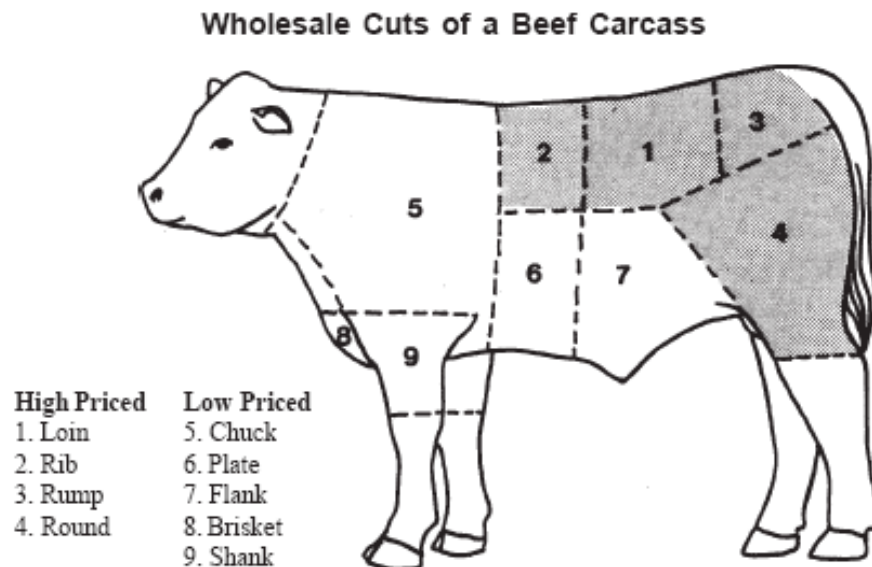 Wholesale Cuts of a Beef Carcass
2
1
3
5
4
6
7
8
9
High Priced
1. Loin
2. Rib
3. Rump
4. Round
Low Priced
5. Chuck
6. Plate
7. Flank
8. Brisket
9. Shank